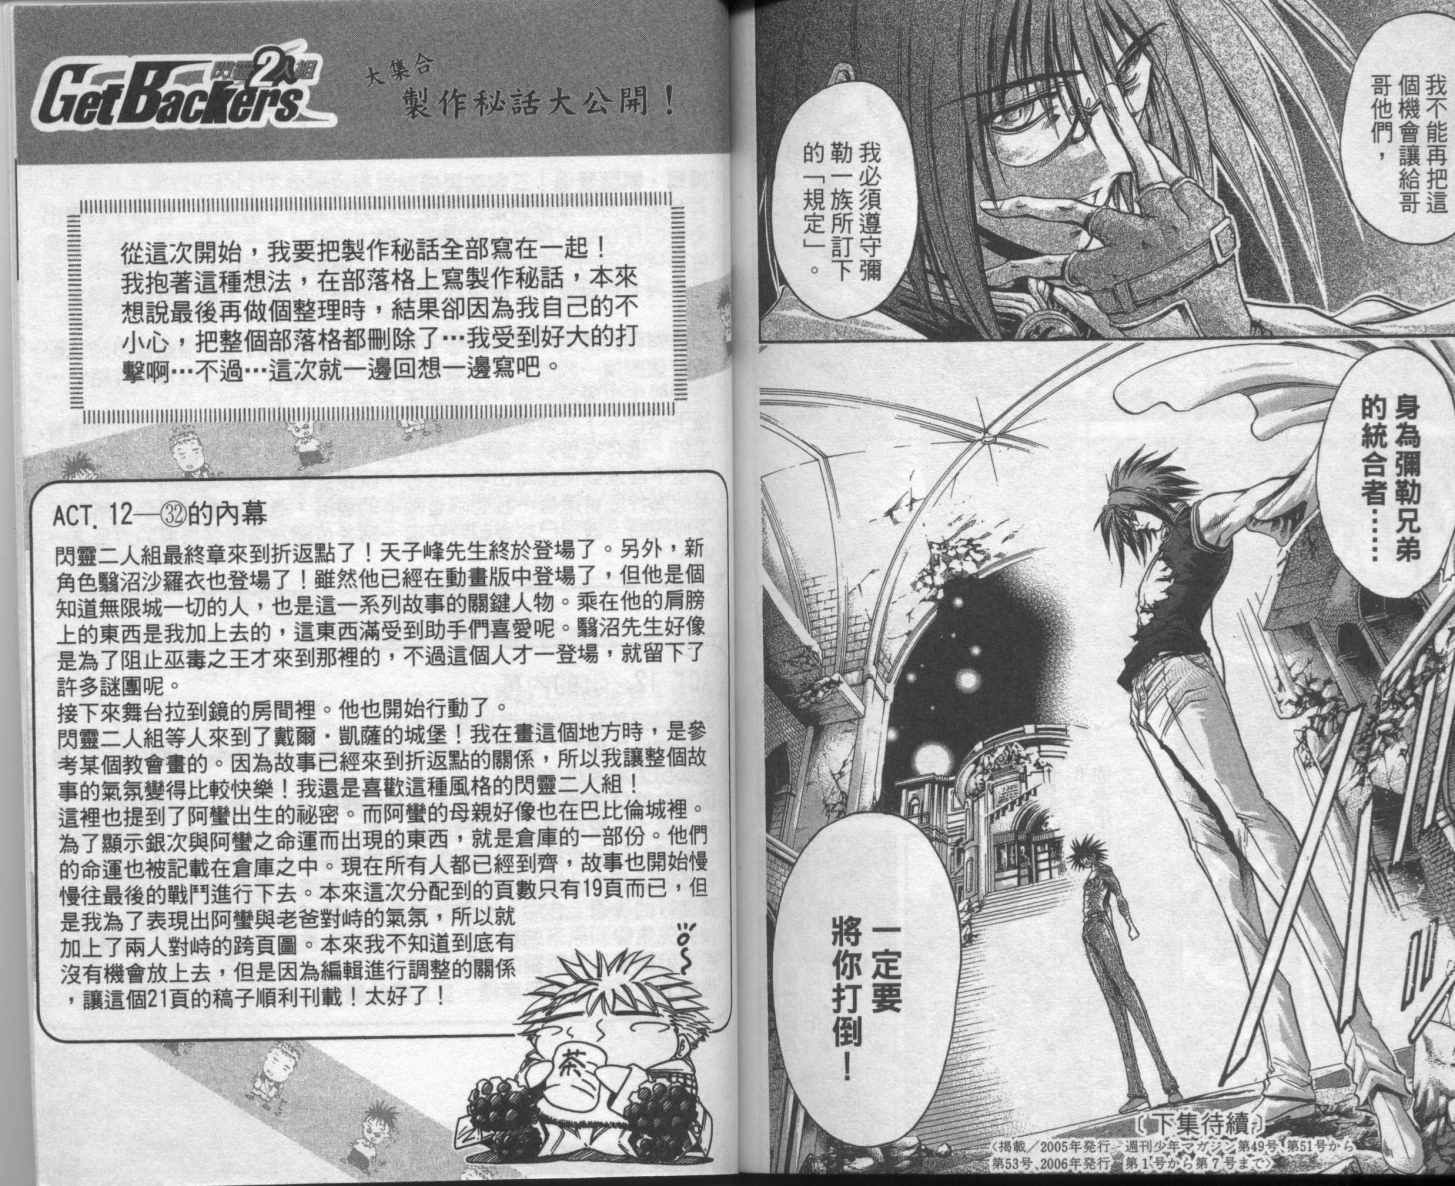 我不能再把這
個機會讓給哥
哥他們，
我必須遵守彌
勒一族所訂下
的「規定」。
身為彌勒兄弟
的統合者……
一定要
將你打倒！
〔下集待續〕
〈掲載／2005年発行－週刊少年マガジン第49号､第51号から
第53号､2006年発行　第1号から第7号まで〉
GetBackers
閃靈2人組
大集合
製作秘話大公開！
從這次開始，我要把製作秘話全部寫在一起！
我抱著這種想法，在部落格上寫製作秘話，本來
想說最後再做個整理時，結果卻因為我自己的不
小心，把整個部落格都刪除了…我受到好大的打
擊啊…不過…這次就一邊回想一邊寫吧。
ACT. 12—㉜的內幕
閃靈二人組最終章來到折返點了！天子峰先生終於登場了。另外，新
角色翳沼沙羅衣也登場了！雖然他已經在動畫版中登場了，但他是個
知道無限城一切的人，也是這一系列故事的關鍵人物。乘在他的肩膀
上的東西是我加上去的，這東西滿受到助手們喜愛呢。翳沼先生好像
是為了阻止巫毒之王才來到那裡的，不過這個人才一登場，就留下了
許多謎團呢。
接下來舞台拉到鏡的房間裡。他也開始行動了。
閃靈二人組等人來到了戴爾・凱薩的城堡！我在畫這個地方時，是參
考某個教會畫的。因為故事已經來到折返點的關係，所以我讓整個故
事的氣氛變得比較快樂！我還是喜歡這種風格的閃靈二人組！
這裡也提到了阿蠻出生的祕密。而阿蠻的母親好像也在巴比倫城裡。
為了顯示銀次與阿蠻之命運而出現的東西，就是倉庫的一部份。他們
的命運也被記載在倉庫之中。現在所有人都已經到齊，故事也開始慢
慢往最後的戰鬥進行下去。本來這次分配到的頁數只有19頁而已，但
是我為了表現出阿蠻與老爸對峙的氣氛，所以就
加上了兩人對峙的跨頁圖。本來我不知道到底有
沒有機會放上去，但是因為編輯進行調整的關係
，讓這個21頁的稿子順利刊載！太好了！
茶